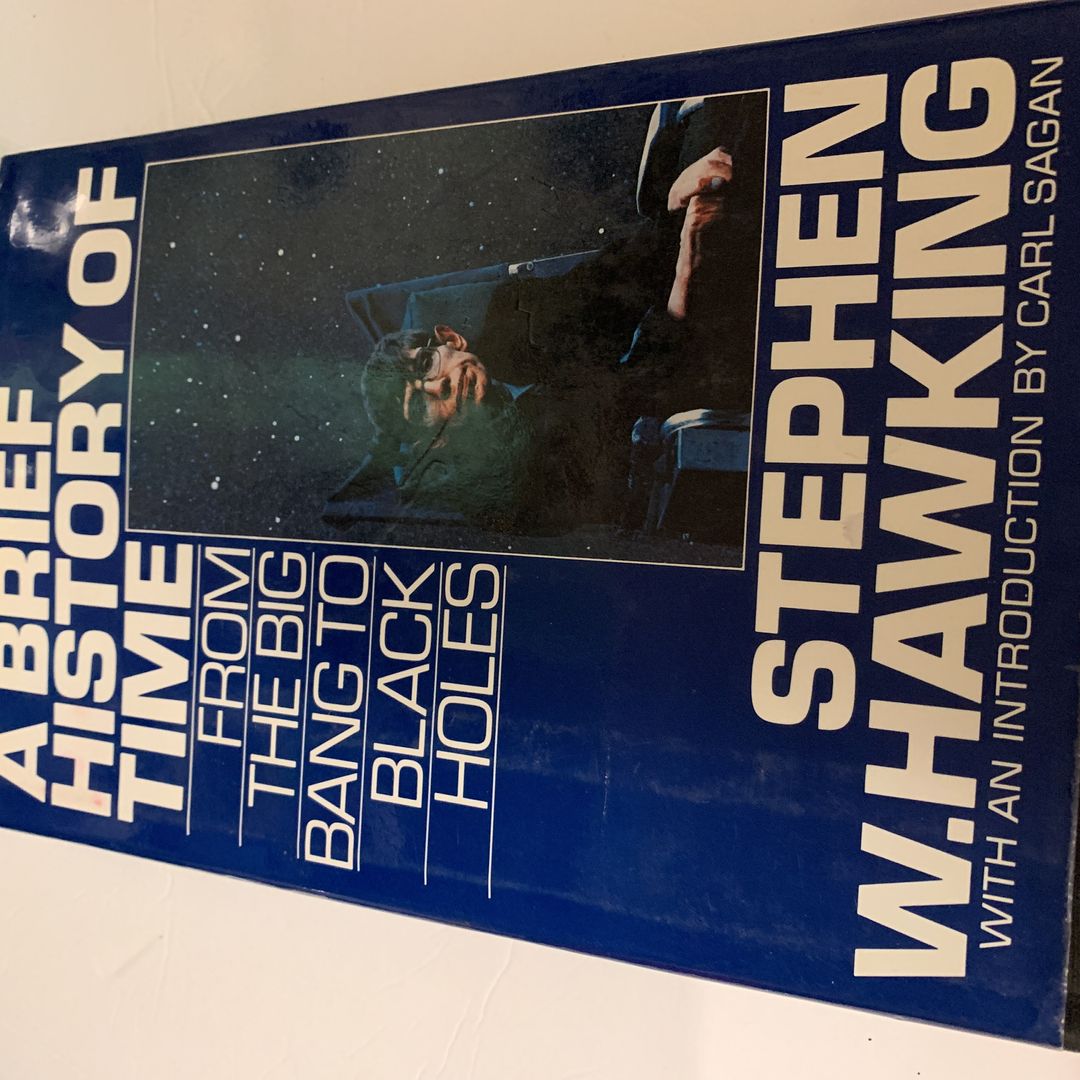 A BRIEF
HISTORY OF
TIME
FROM
THE BIG
BANG TO
BLACK
HOLES
STEPHEN
W. HAWKING
WITH AN INTRODUCTION BY CARL SAGAN